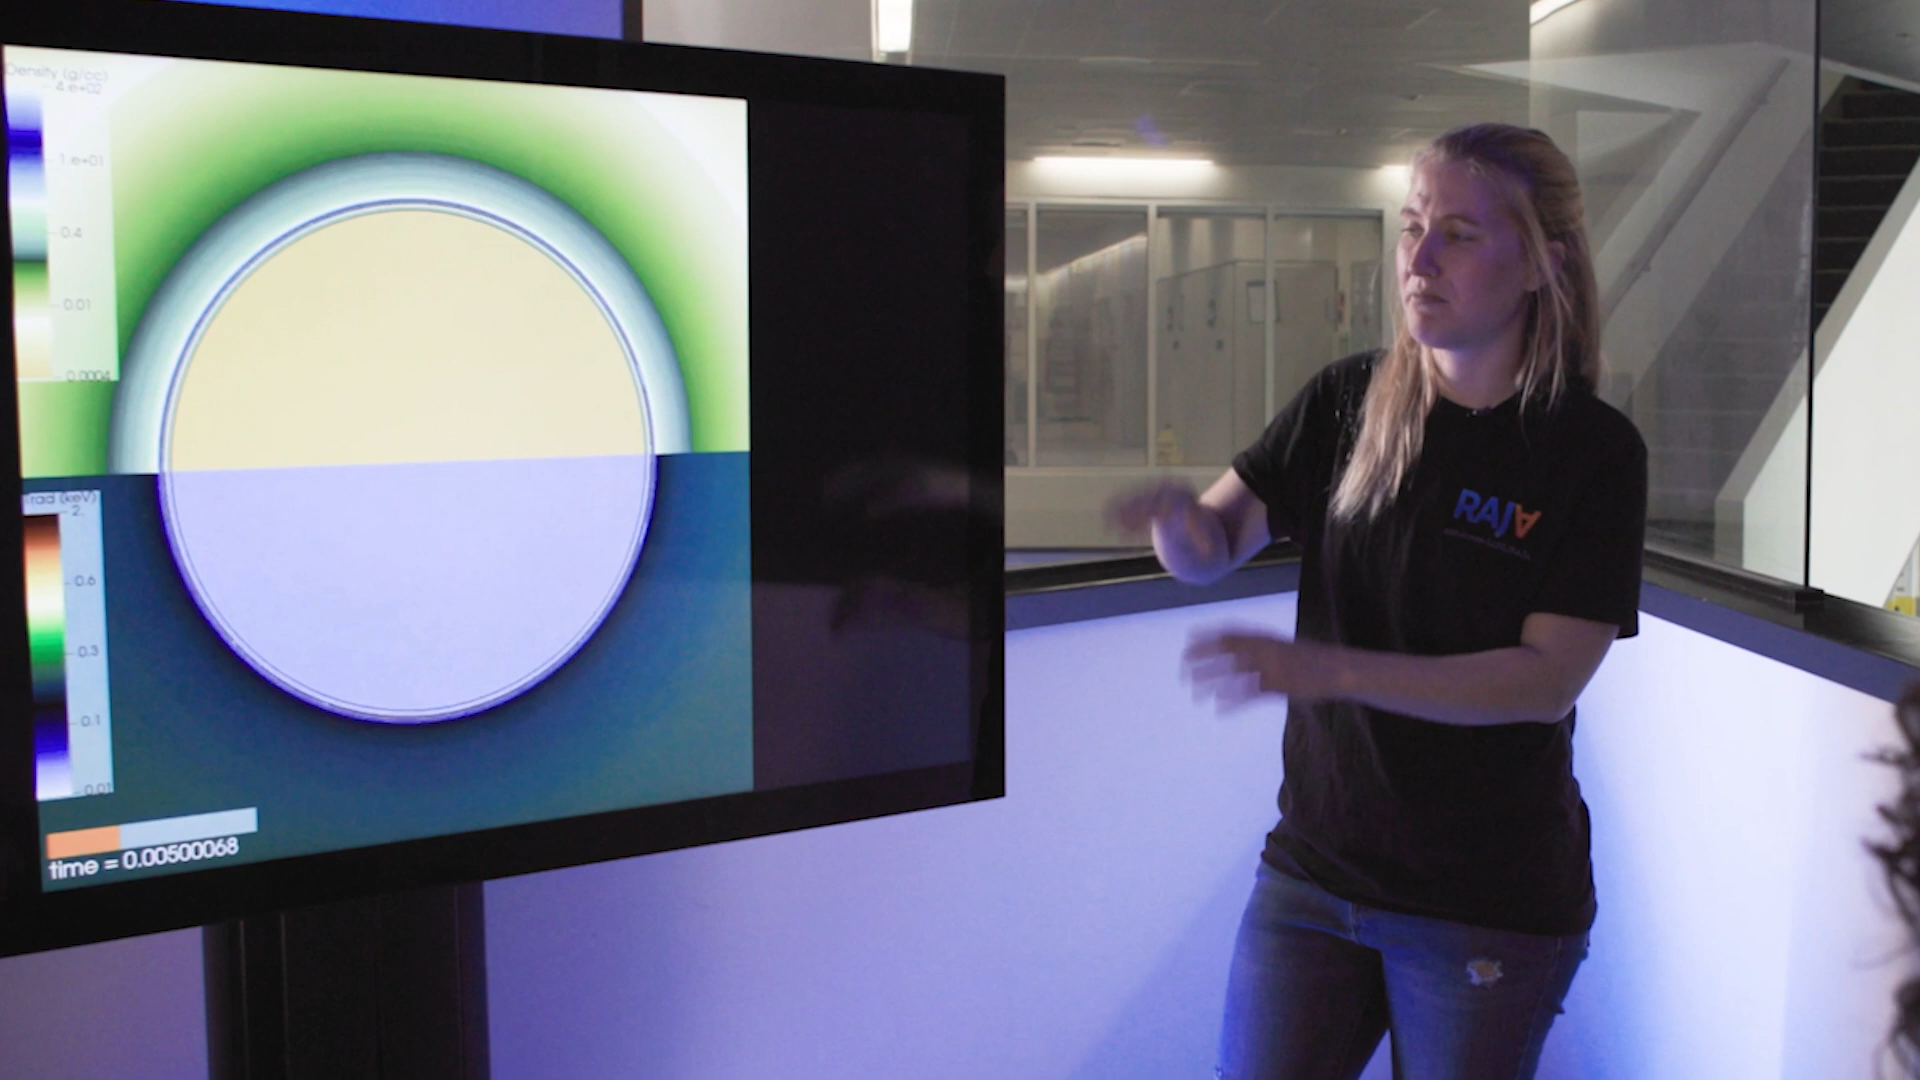 Density (g/cc)
4.e+02
1.e+01
0.4
0.01
0.0004
rad (keV)
2.
0.6
0.3
0.1
0.01
time = 0.00500068
RAJA